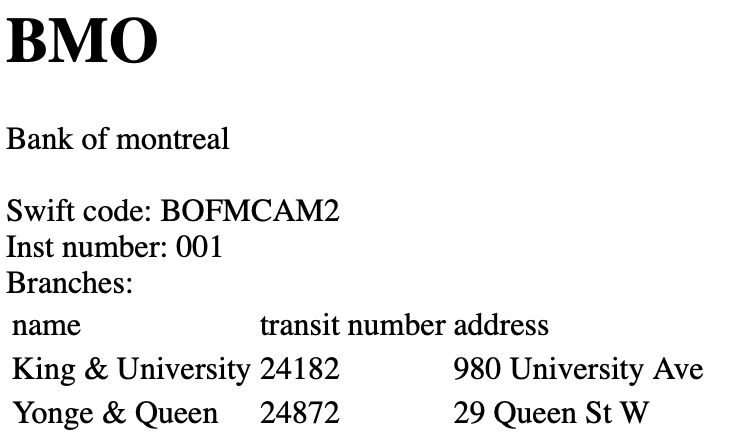 BMO
Bank of montreal
Swift code: BOFMCAM2
Inst number: 001
Branches:
name transit number address
King & University 24182 980 University Ave
Yonge & Queen 24872 29 Queen St W